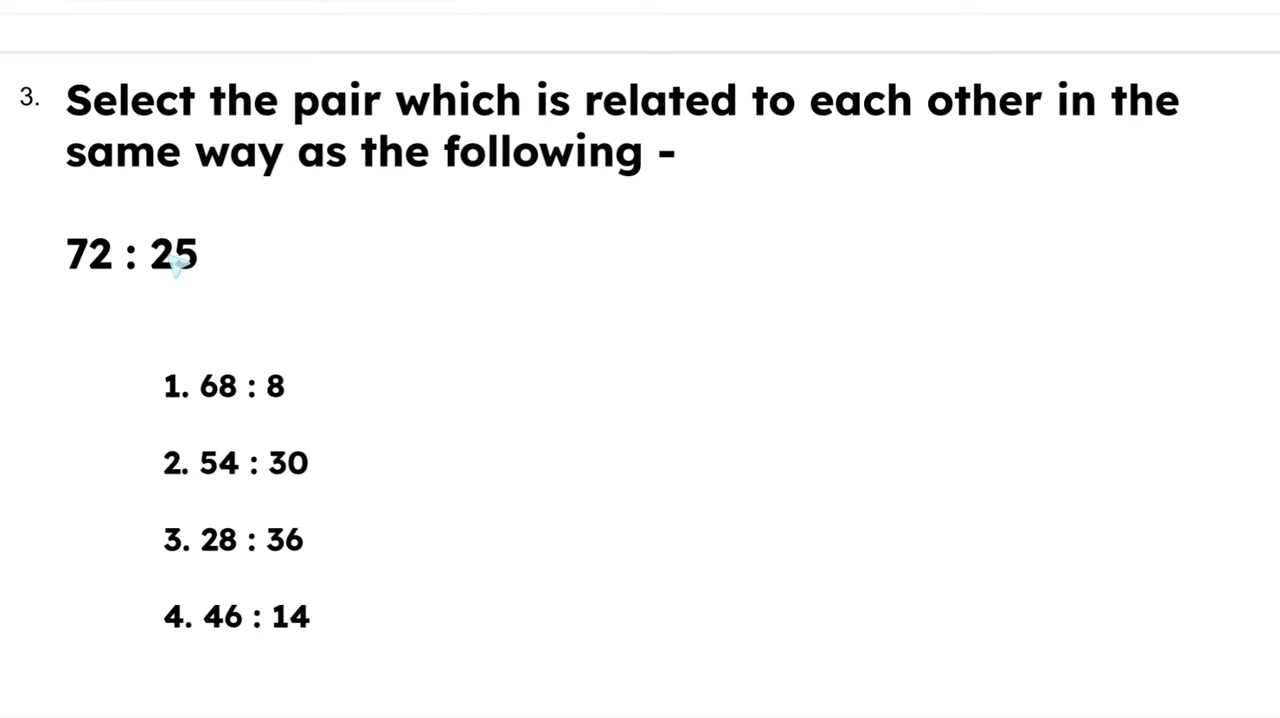 3. Select the pair which is related to each other in the
same way as the following -
72 : 25
1. 68 : 8
2. 54 : 30
3. 28 : 36
4. 46 : 14